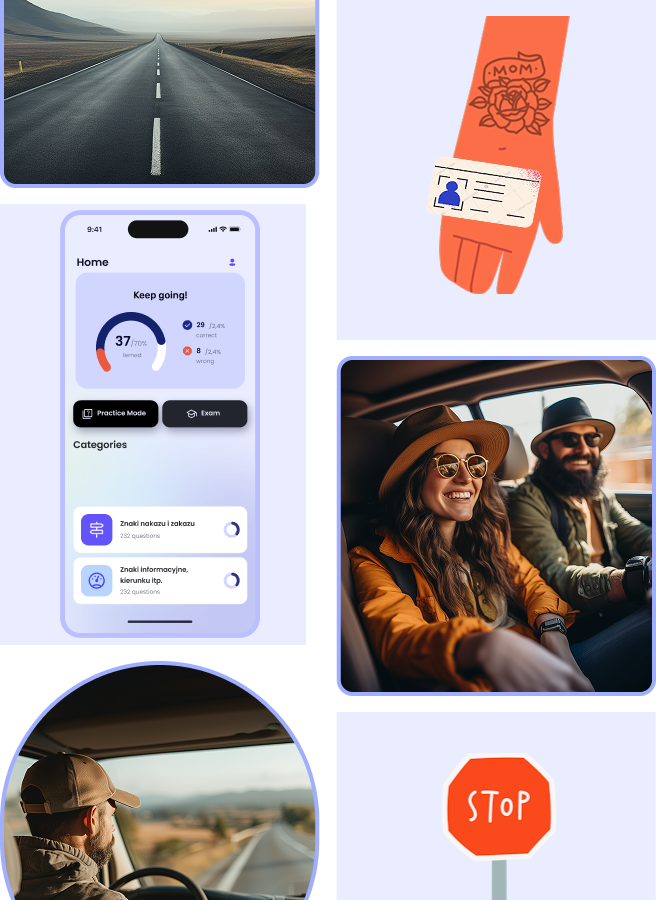 MOM
9:41
Home
Keep going!
37/70%
lerned
29 /2,4%
correct
8 /2,4%
wrong
Practice Mode
Exam
Categories
Znaki nakazu i zakazu
232 questions
Znaki informacyjne,
kierunku itp.
232 questions
STOP